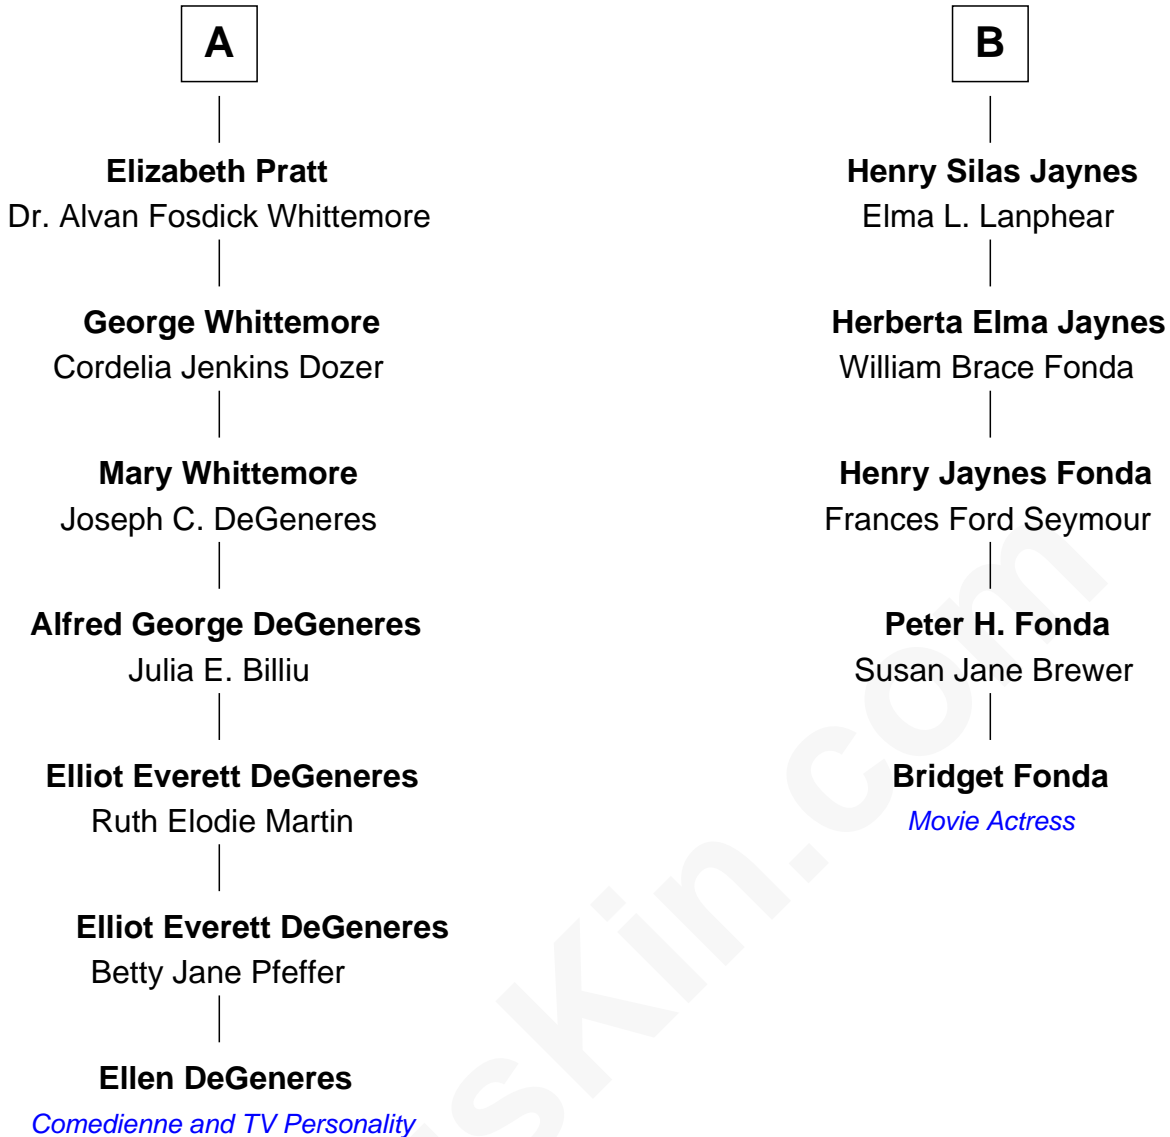 A
Elizabeth Pratt
Dr. Alvan Fosdick Whittemore
George Whittemore
Cordelia Jenkins Dozer
Mary Whittemore
Joseph C. DeGeneres
Alfred George DeGeneres
Julia E. Billiu
Elliot Everett DeGeneres
Ruth Elodie Martin
Elliot Everett DeGeneres
Betty Jane Pfeffer
Ellen DeGeneres
Comedienne and TV Personality
B
Henry Silas Jaynes
Elma L. Lanphear
Herberta Elma Jaynes
William Brace Fonda
Henry Jaynes Fonda
Frances Ford Seymour
Peter H. Fonda
Susan Jane Brewer
Bridget Fonda
Movie Actress
usKin.com